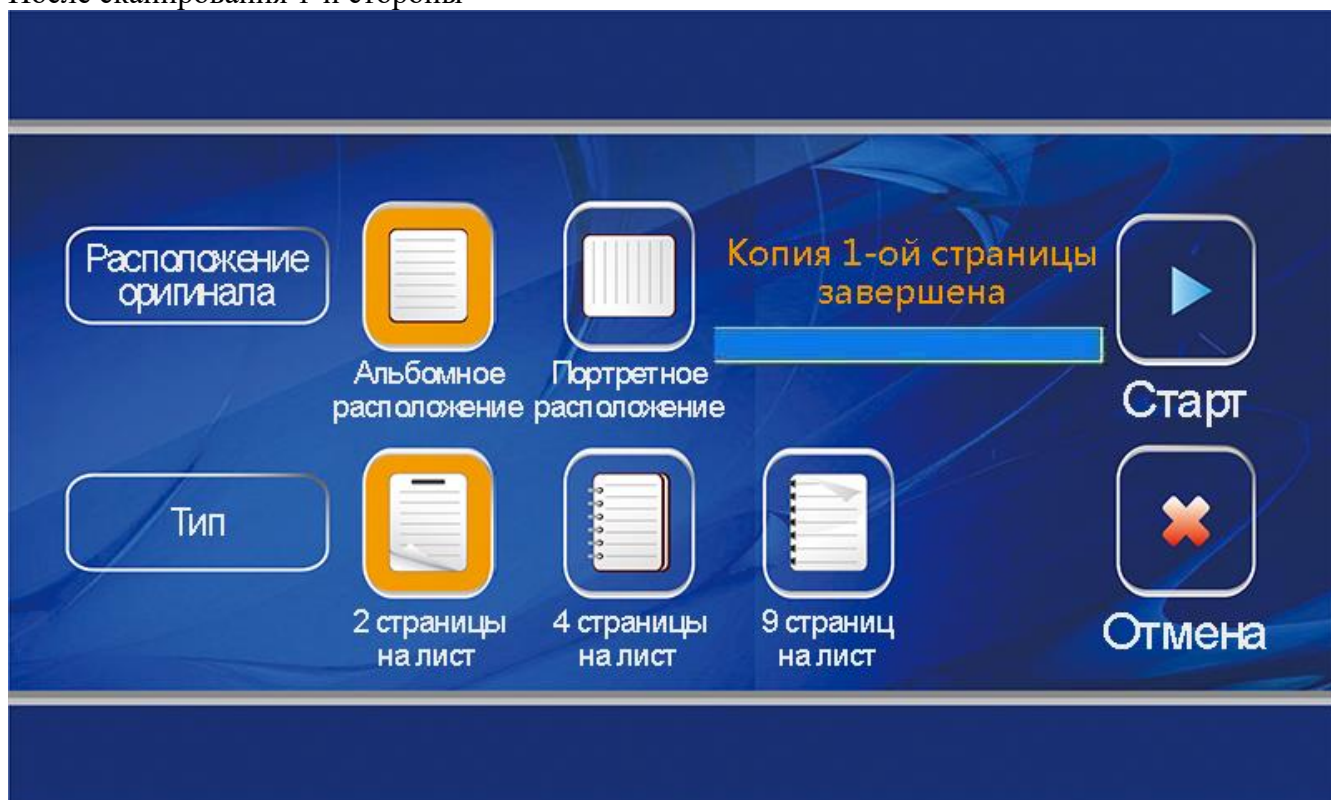 После сканирования 1-й стороны
Расположение
оригинала
Альбомное
расположение
Портретное
расположение
Копия 1-ой страницы
завершена
Старт
Тип
2 страницы
на лист
4 страницы
на лист
9 страниц
на лист
Отмена